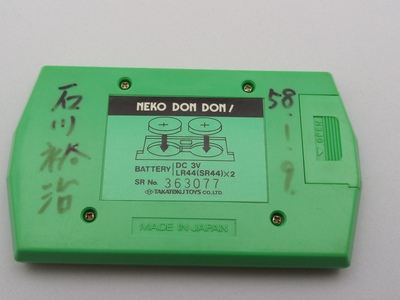 石川裕治
NEKO DON DON!
BATTERY
DC 3V
LR44(SR44)×2
SR No. 363077
TAKATOKU TOYS CO., LTD.
58.1.9.
OPEN
MADE IN JAPAN